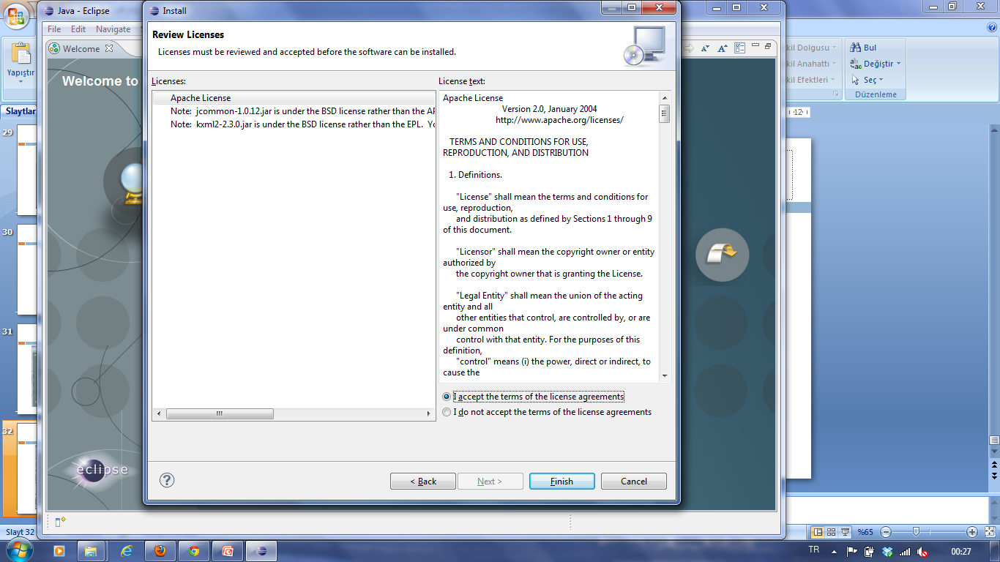 Java - Eclipse
Install
File Edit Navigate
Welcome
Welcome to
Review Licenses
Licenses must be reviewed and accepted before the software can be installed.
Licenses:
Apache License
Note: jcommon-1.0.12.jar is under the BSD license rather than the AP
Note: kxml2-2.3.0.jar is under the BSD license rather than the EPL. Yo
License text:
Apache License
Version 2.0, January 2004
http://www.apache.org/licenses/
TERMS AND CONDITIONS FOR USE,
REPRODUCTION, AND DISTRIBUTION
1. Definitions.
"License" shall mean the terms and conditions for
use, reproduction,
and distribution as defined by Sections 1 through 9
of this document.
"Licensor" shall mean the copyright owner or entity
authorized by
the copyright owner that is granting the License.
"Legal Entity" shall mean the union of the acting
entity and all
other entities that control, are controlled by, or are
under common
control with that entity. For the purposes of this
definition,
"control" means (i) the power, direct or indirect, to
cause the
I accept the terms of the license agreements
I do not accept the terms of the license agreements
< Back
Next >
Finish
Cancel
eclipse
Yapıştır
Slaytlar
29
30
31
32
Slayt 32
kil Dolgusu
kil Anahattı
kil Efektleri
Bul
Değiştir
Seç
Düzenleme
12
%65
TR
00:27